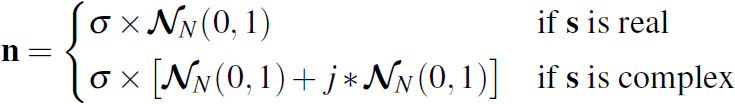 n = { σ × 𝓝_N(0,1) if s is real
σ × [𝓝_N(0,1) + j * 𝓝_N(0,1)] if s is complex